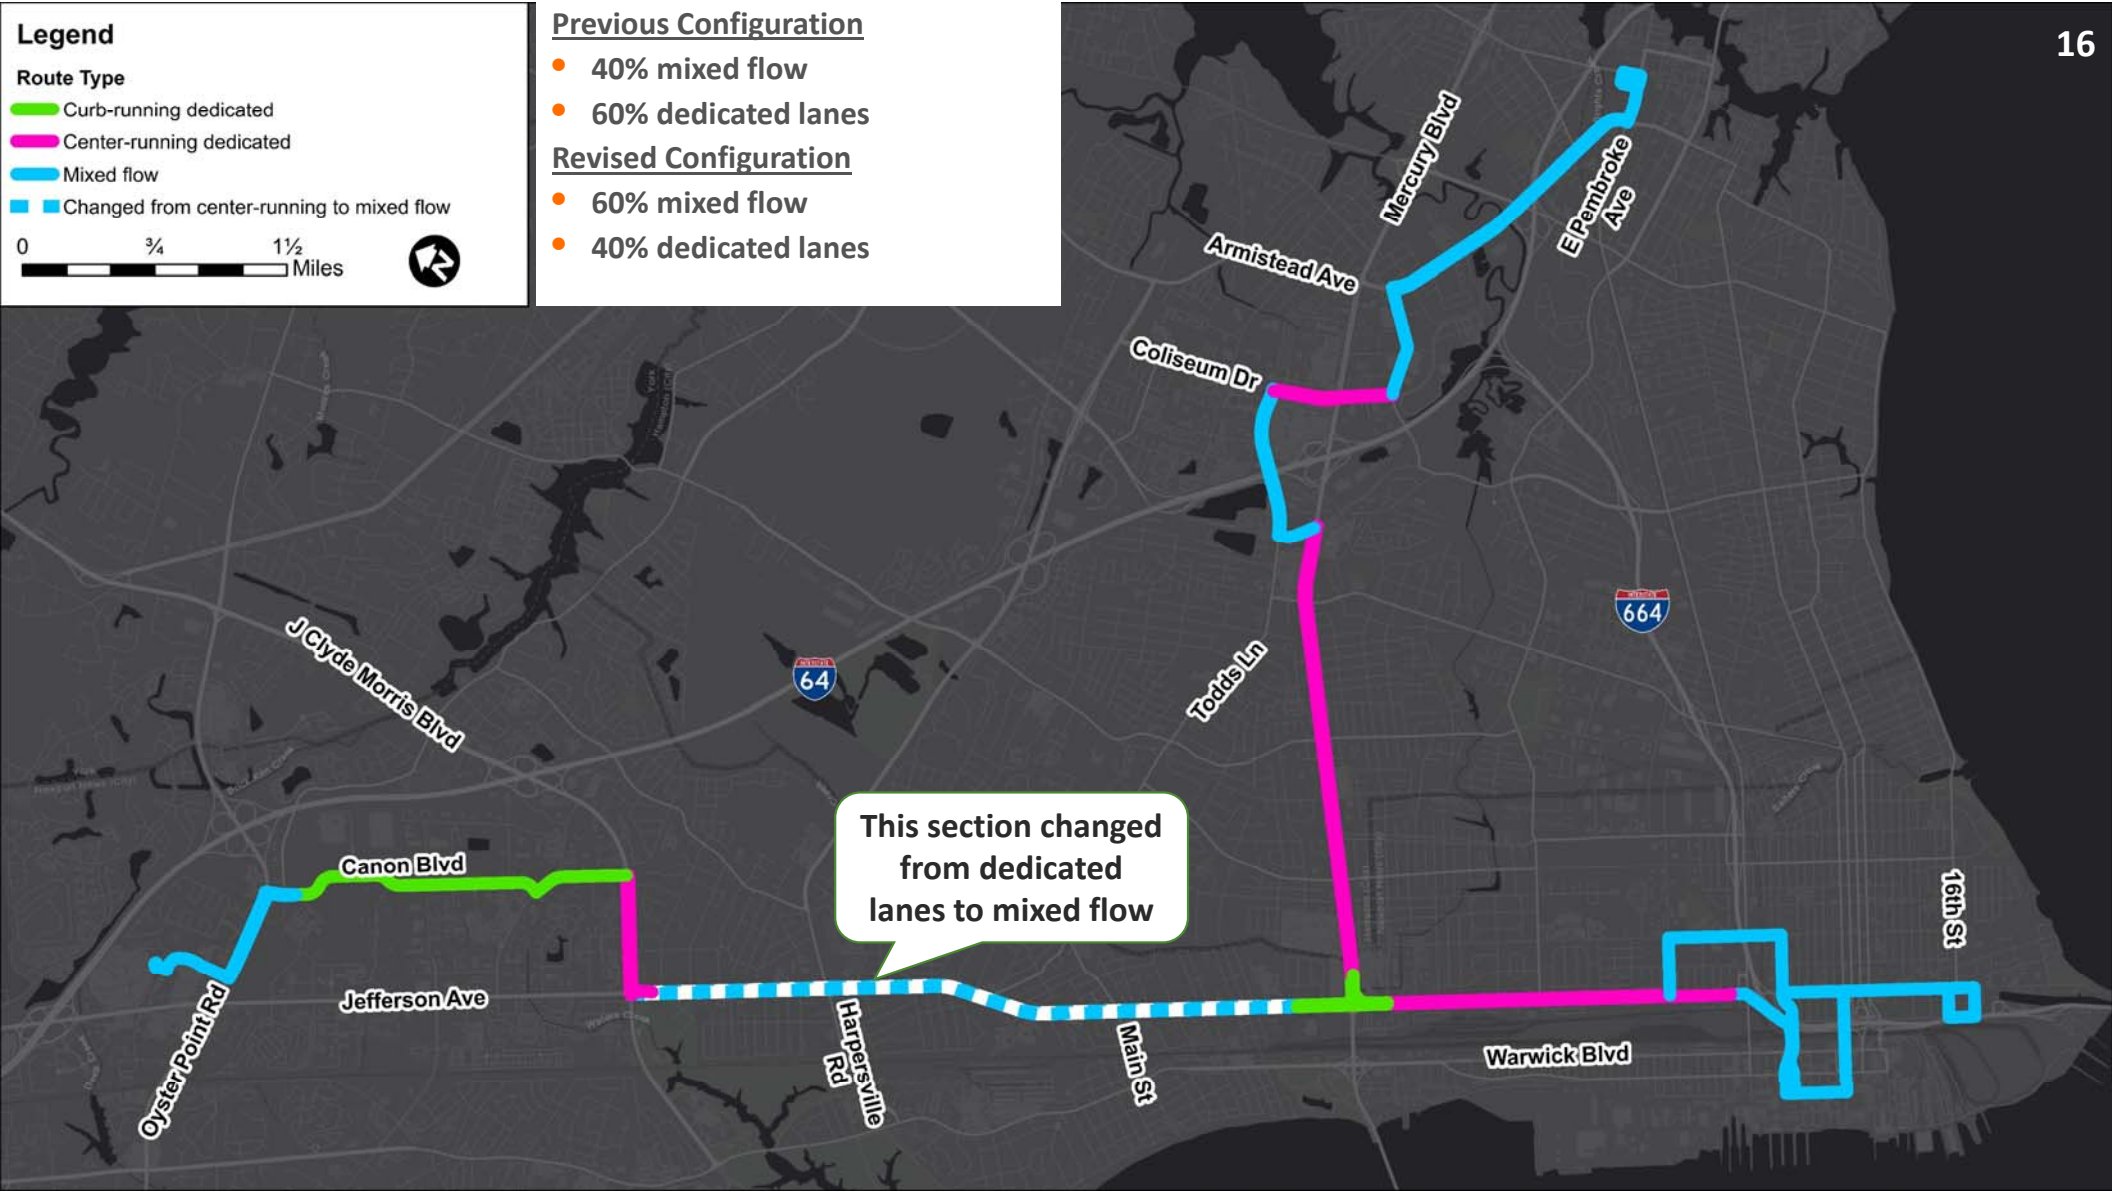 Legend
Route Type
Curb-running dedicated
Center-running dedicated
Mixed flow
Changed from center-running to mixed flow
0 ¾ 1½
Miles
N
Previous Configuration
• 40% mixed flow
• 60% dedicated lanes
Revised Configuration
• 60% mixed flow
• 40% dedicated lanes
16
Mercury Blvd
E Pembroke
Ave
Armistead Ave
Coliseum Dr
INTERSTATE
664
J Clyde Morris Blvd
INTERSTATE
64
Todds Ln
This section changed
from dedicated
lanes to mixed flow
Canon Blvd
16th St
Jefferson Ave
Oyster Point Rd
Harpersville
Rd
Main St
Warwick Blvd